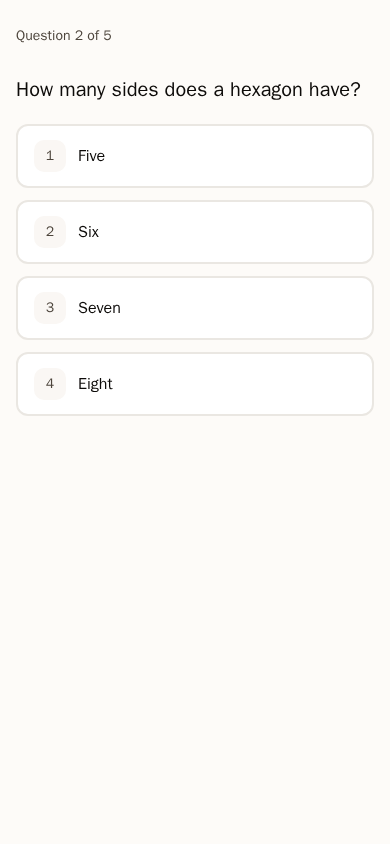 Question 2 of 5
How many sides does a hexagon have?
1 Five
2 Six
3 Seven
4 Eight